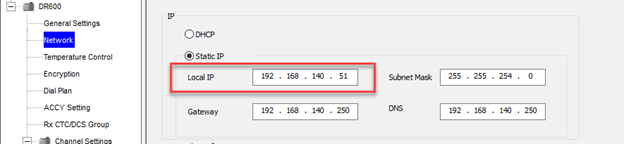 DR600
General Settings
Network
Temperature Control
Encryption
Dial Plan
ACCY Setting
Rx CTC/DCS Group
Channel Settings
IP
DHCP
Static IP
Local IP 192 . 168 . 140 . 51 Subnet Mask 255 . 255 . 254 . 0
Gateway 192 . 168 . 140 . 250 DNS 192 . 168 . 140 . 250